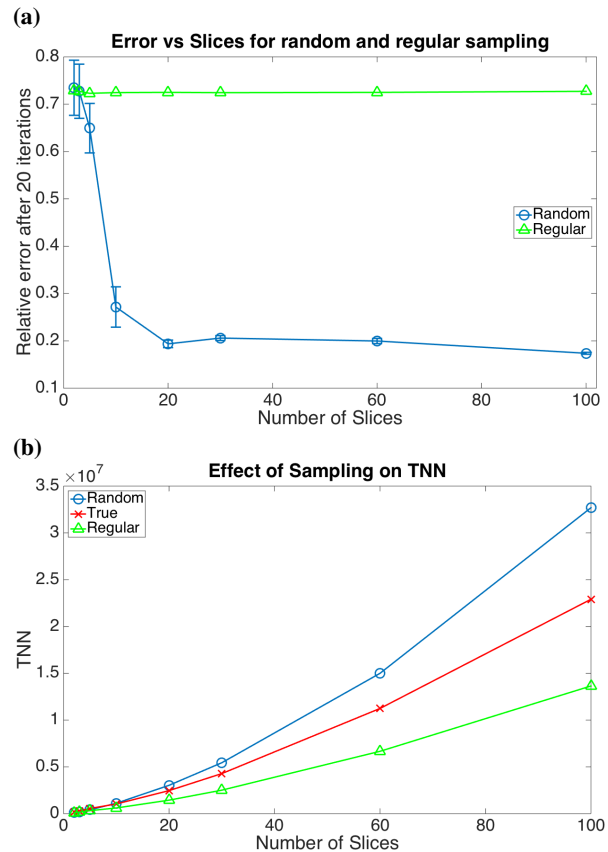 (a)
Error vs Slices for random and regular sampling
0.8
0.7
0.6
0.5
0.4
0.3
0.2
0.1
Relative error after 20 iterations
Random
Regular
0 20 40 60 80 100
Number of Slices
(b)
×10^7
Effect of Sampling on TNN
3.5
3
2.5
2
1.5
1
0.5
0
TNN
Random
True
Regular
0 20 40 60 80 100
Number of Slices